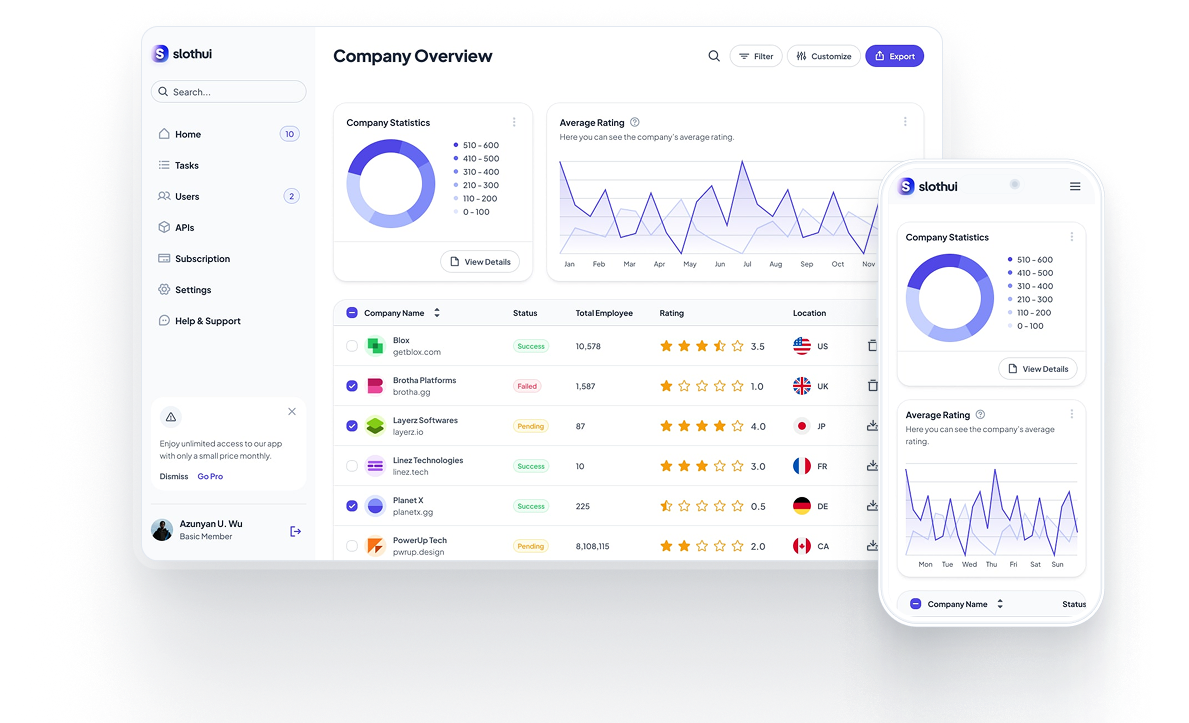 slothui
Search...
Home
10
Tasks
Users
2
APIs
Subscription
Settings
Help & Support
Enjoy unlimited access to our app
with only a small price monthly.
Dismiss
Go Pro
Azunyan U. Wu
Basic Member
Company Overview
Filter
Customize
Export
Company Statistics
510 - 600
410 - 500
310 - 400
210 - 300
110 - 200
0 - 100
View Details
Average Rating
Here you can see the company's average rating.
Jan Feb Mar Apr May Jun Jul Aug Sep Oct Nov
Company Name Status Total Employee Rating Location
Blox
getblox.com
Success 10,578 3.5 US
Brotha Platforms
brotha.gg
Failed 1,587 1.0 UK
Layerz Softwares
layerz.io
Pending 87 4.0 JP
Linez Technologies
linez.tech
Success 10 3.0 FR
Planet X
planetx.gg
Success 225 0.5 DE
PowerUp Tech
pwrup.design
Pending 8,108,115 2.0 CA
slothui
Company Statistics
510 - 600
410 - 500
310 - 400
210 - 300
110 - 200
0 - 100
View Details
Average Rating
Here you can see the company's average
rating.
Mon Tue Wed Thu Fri Sat Sun
Company Name Status